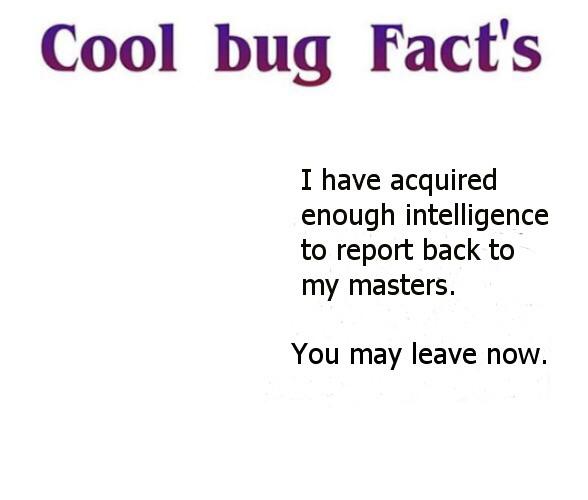 Cool bug Fact's
I have acquired
enough intelligence
to report back to
my masters.
You may leave now.